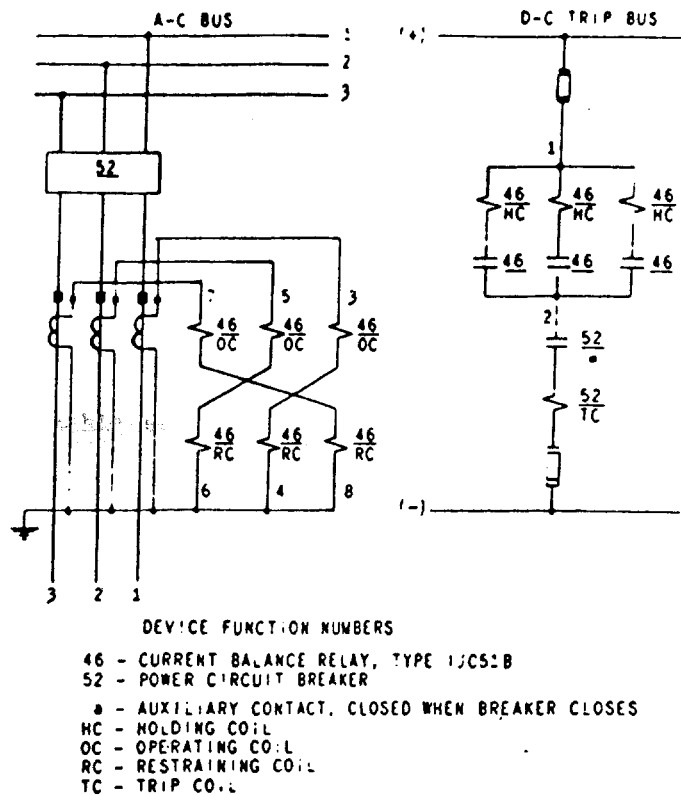 A-C BUS
D-C TRIP BUS
1
(+)
2
3
52
1
46
HC
46
HC
46
HC
46
46
46
7
5
3
2
46
OC
46
OC
46
OC
52
a
52
TC
46
RC
46
RC
46
RC
6
4
8
(-)
3
2
1
DEVICE FUNCTION NUMBERS
46 - CURRENT BALANCE RELAY, TYPE
52 - POWER CIRCUIT BREAKER
a - AUXILIARY CONTACT, CLOSED WHEN BREAKER CLOSES
HC - HOLDING COIL
OC - OPERATING COIL
RC - RESTRAINING COIL
TC - TRIP COIL